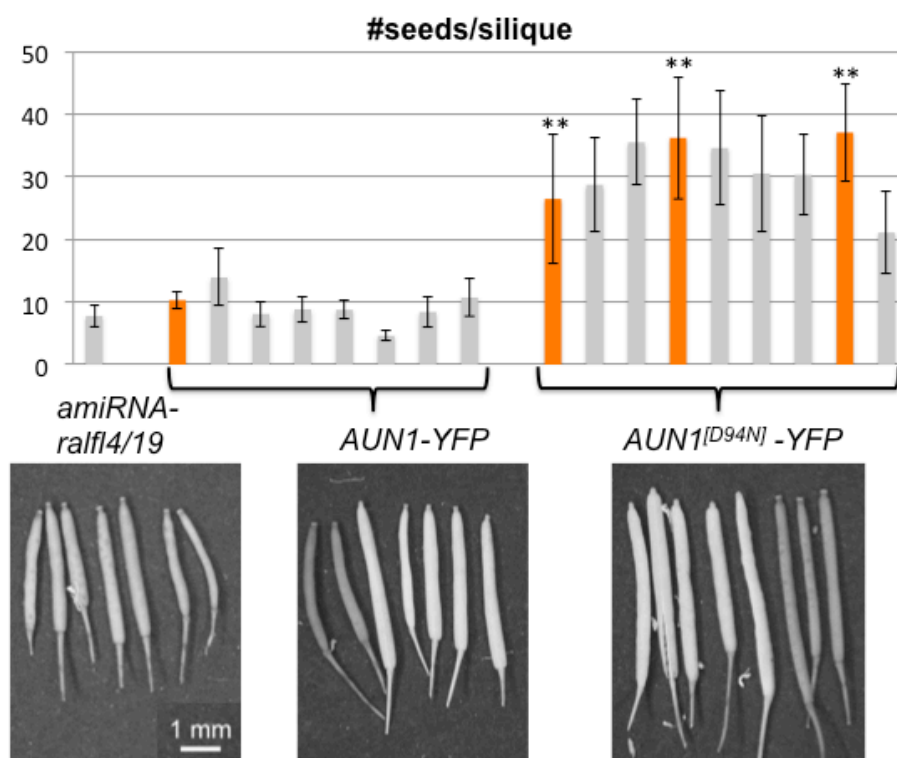 #seeds/silique
50
40
30
20
10
0
**
**
**
amiRNA-
ralfl4/19
AUN1-YFP
AUN1[D94N] -YFP
1 mm